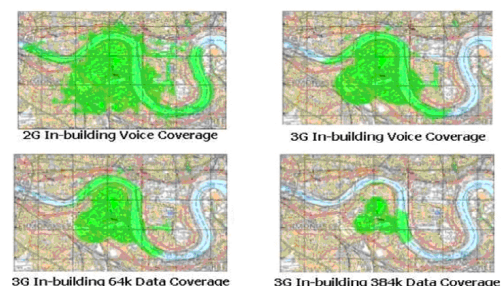 2G In-building Voice Coverage
3G In-building Voice Coverage
3G In-building 64k Data Coverage
3G In-building 384k Data Coverage